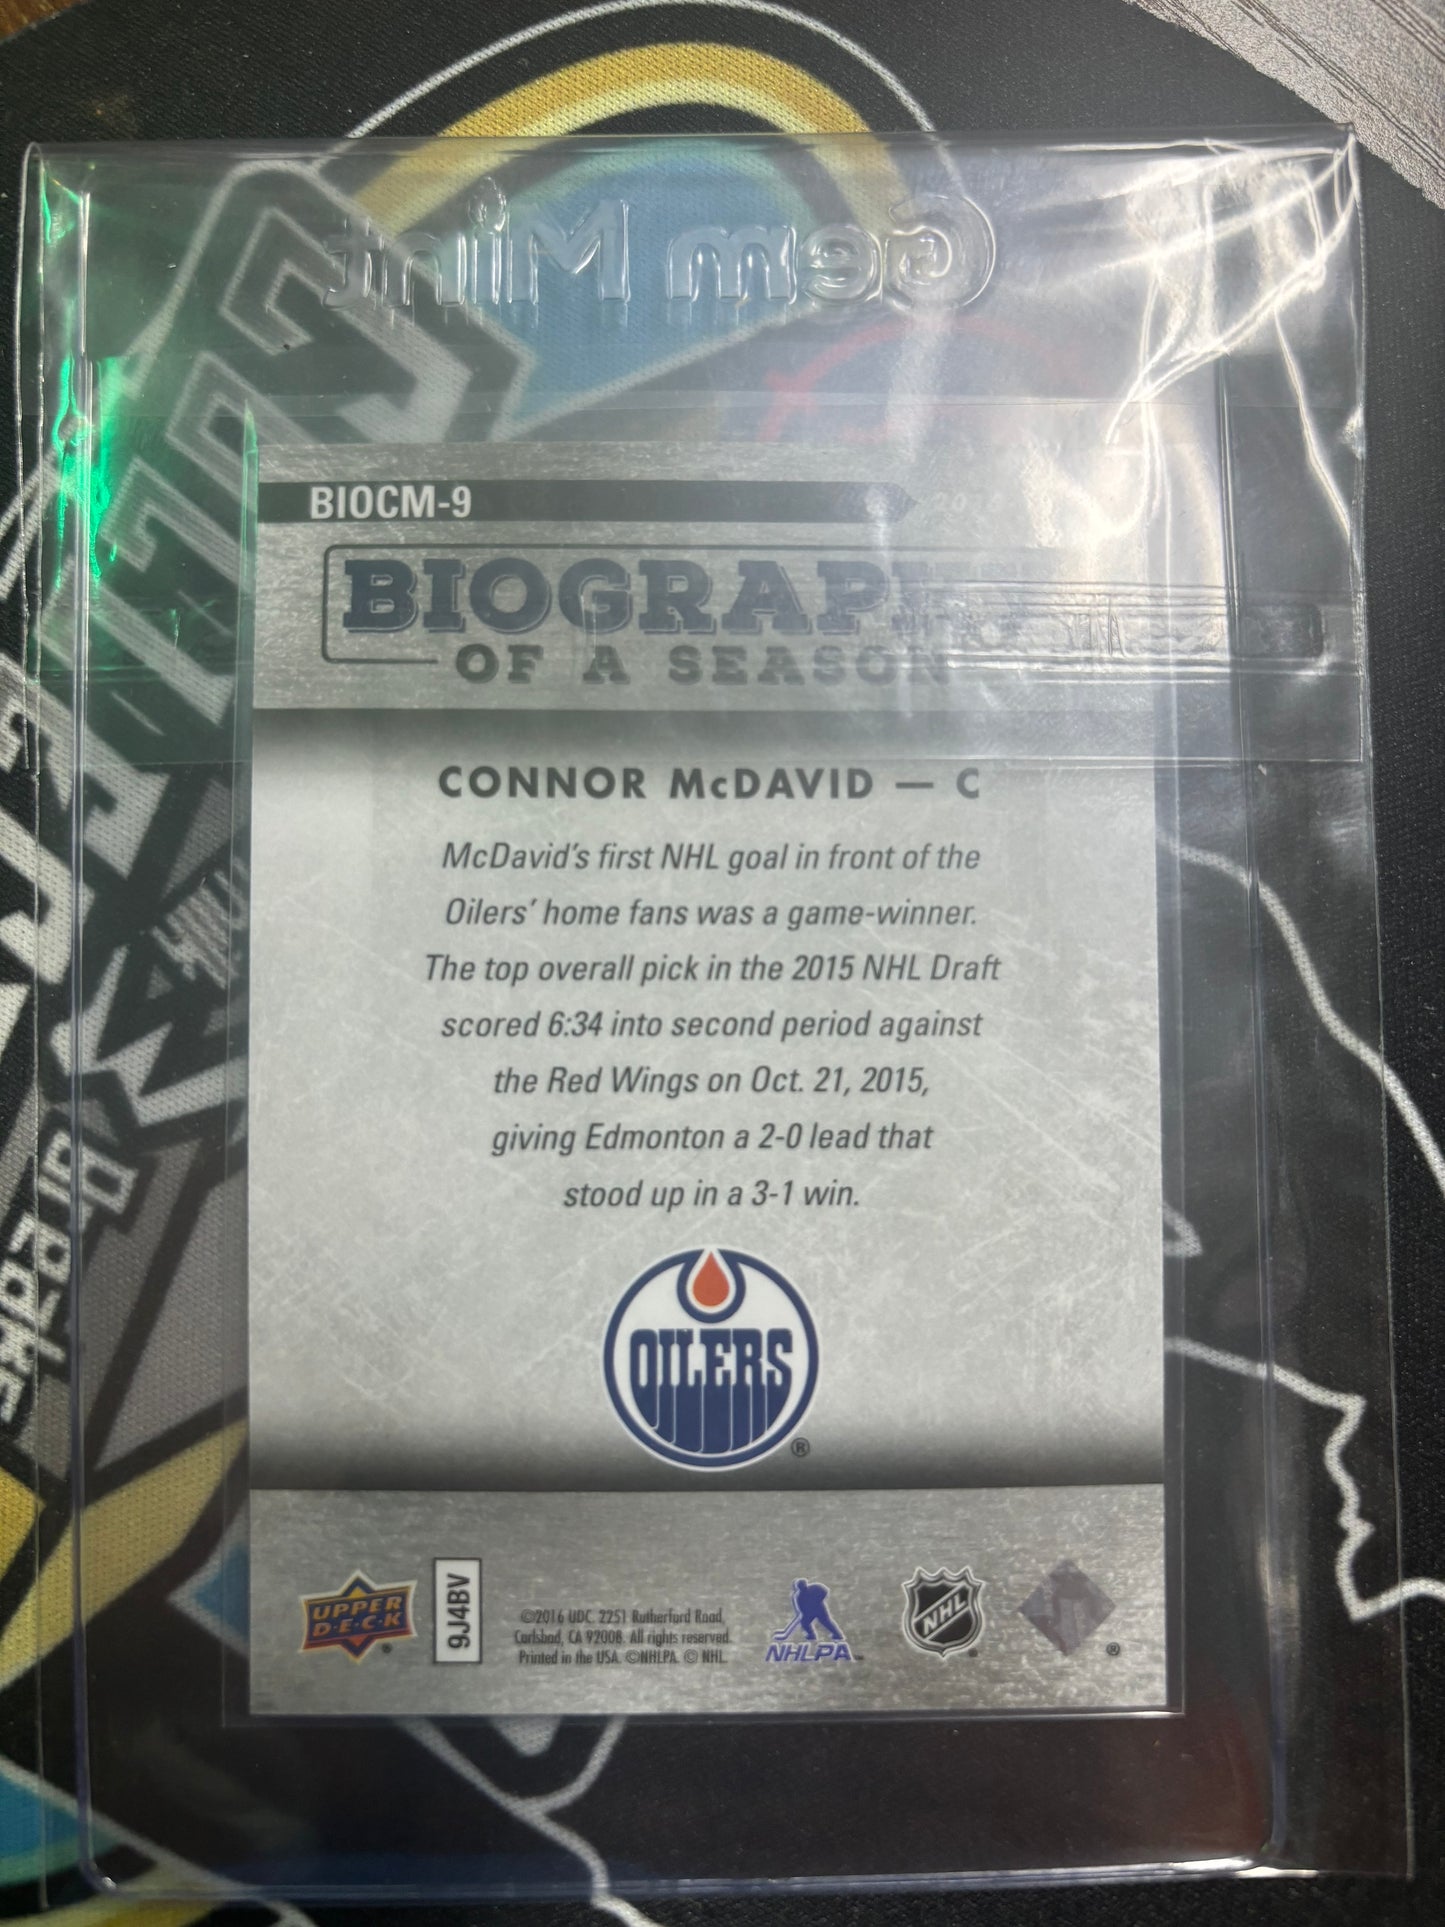 Gem Mint
BIOCM-9
BIOGRAPH
OF A SEASON
CONNOR McDAVID — C
McDavid's first NHL goal in front of the
Oilers' home fans was a game-winner.
The top overall pick in the 2015 NHL Draft
scored 6:34 into second period against
the Red Wings on Oct. 21, 2015,
giving Edmonton a 2-0 lead that
stood up in a 3-1 win.
OILERS
®
UPPER
D·E·C·K
®
9J4BV
©2016 UDC. 2251 Rutherford Road,
Carlsbad, CA 92008. All rights reserved.
Printed in the USA. ©NHLPA. © NHL.
NHLPA
NHL
®